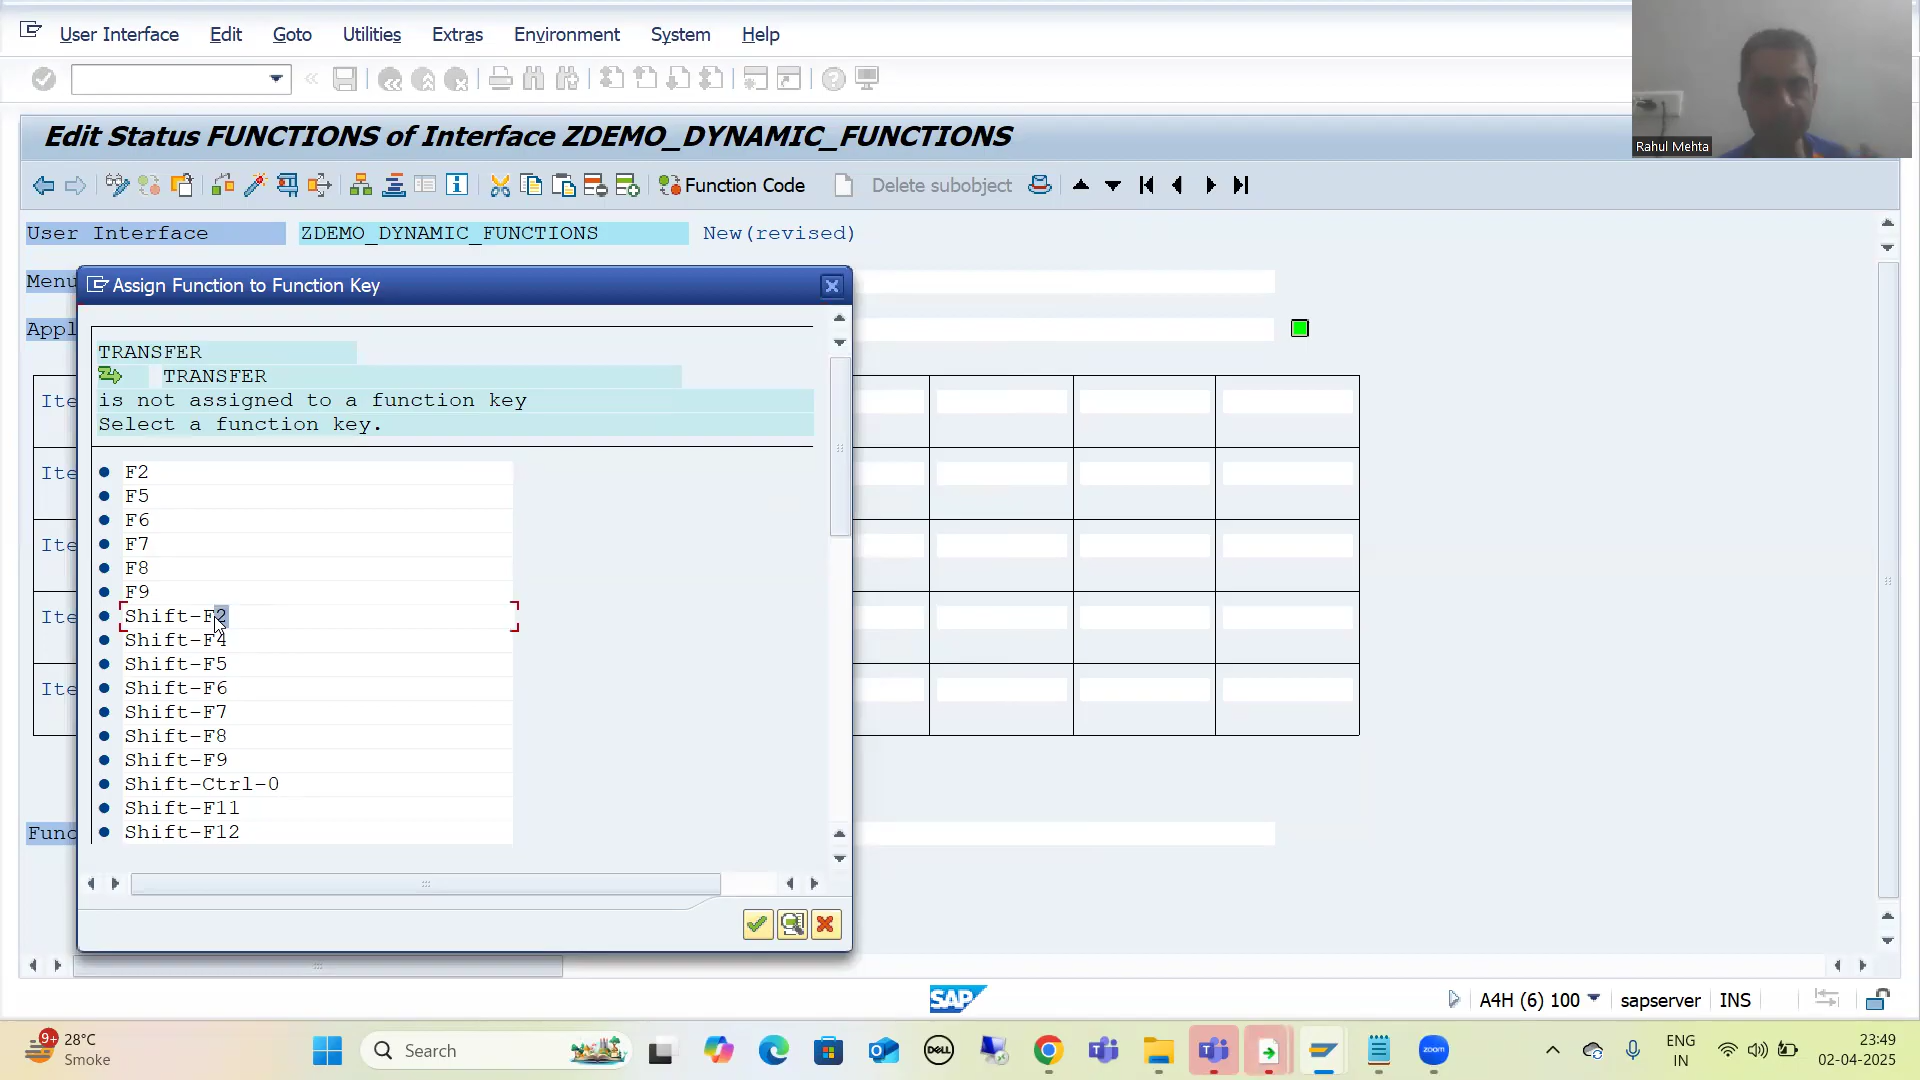 User Interface Edit Goto Utilities Extras Environment System Help
Edit Status FUNCTIONS of Interface ZDEMO_DYNAMIC_FUNCTIONS
Rahul Mehta
Function Code Delete subobject
User Interface ZDEMO_DYNAMIC_FUNCTIONS New(revised)
Menu
Assign Function to Function Key
Appl
TRANSFER
TRANSFER
is not assigned to a function key
Select a function key.
Ite
Ite
Ite
Ite
Ite
F2
F5
F6
F7
F8
F9
Shift-F2
Shift-F4
Shift-F5
Shift-F6
Shift-F7
Shift-F8
Shift-F9
Shift-Ctrl-0
Shift-F11
Shift-F12
Func
SAP
A4H (6) 100 sapserver INS
9+
28°C
Smoke
Search
DELL
zoom
ENG
IN
23:49
02-04-2025